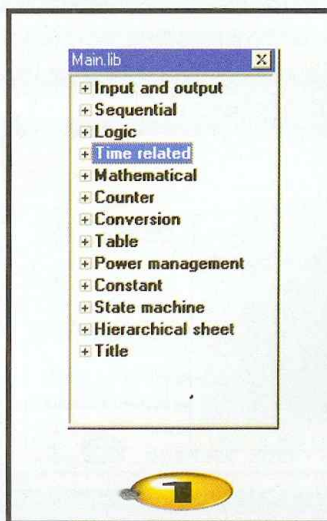 Main.lib X
+ Input and output
+ Sequential
+ Logic
+ Time related
+ Mathematical
+ Counter
+ Conversion
+ Table
+ Power management
+ Constant
+ State machine
+ Hierarchical sheet
+ Title
1